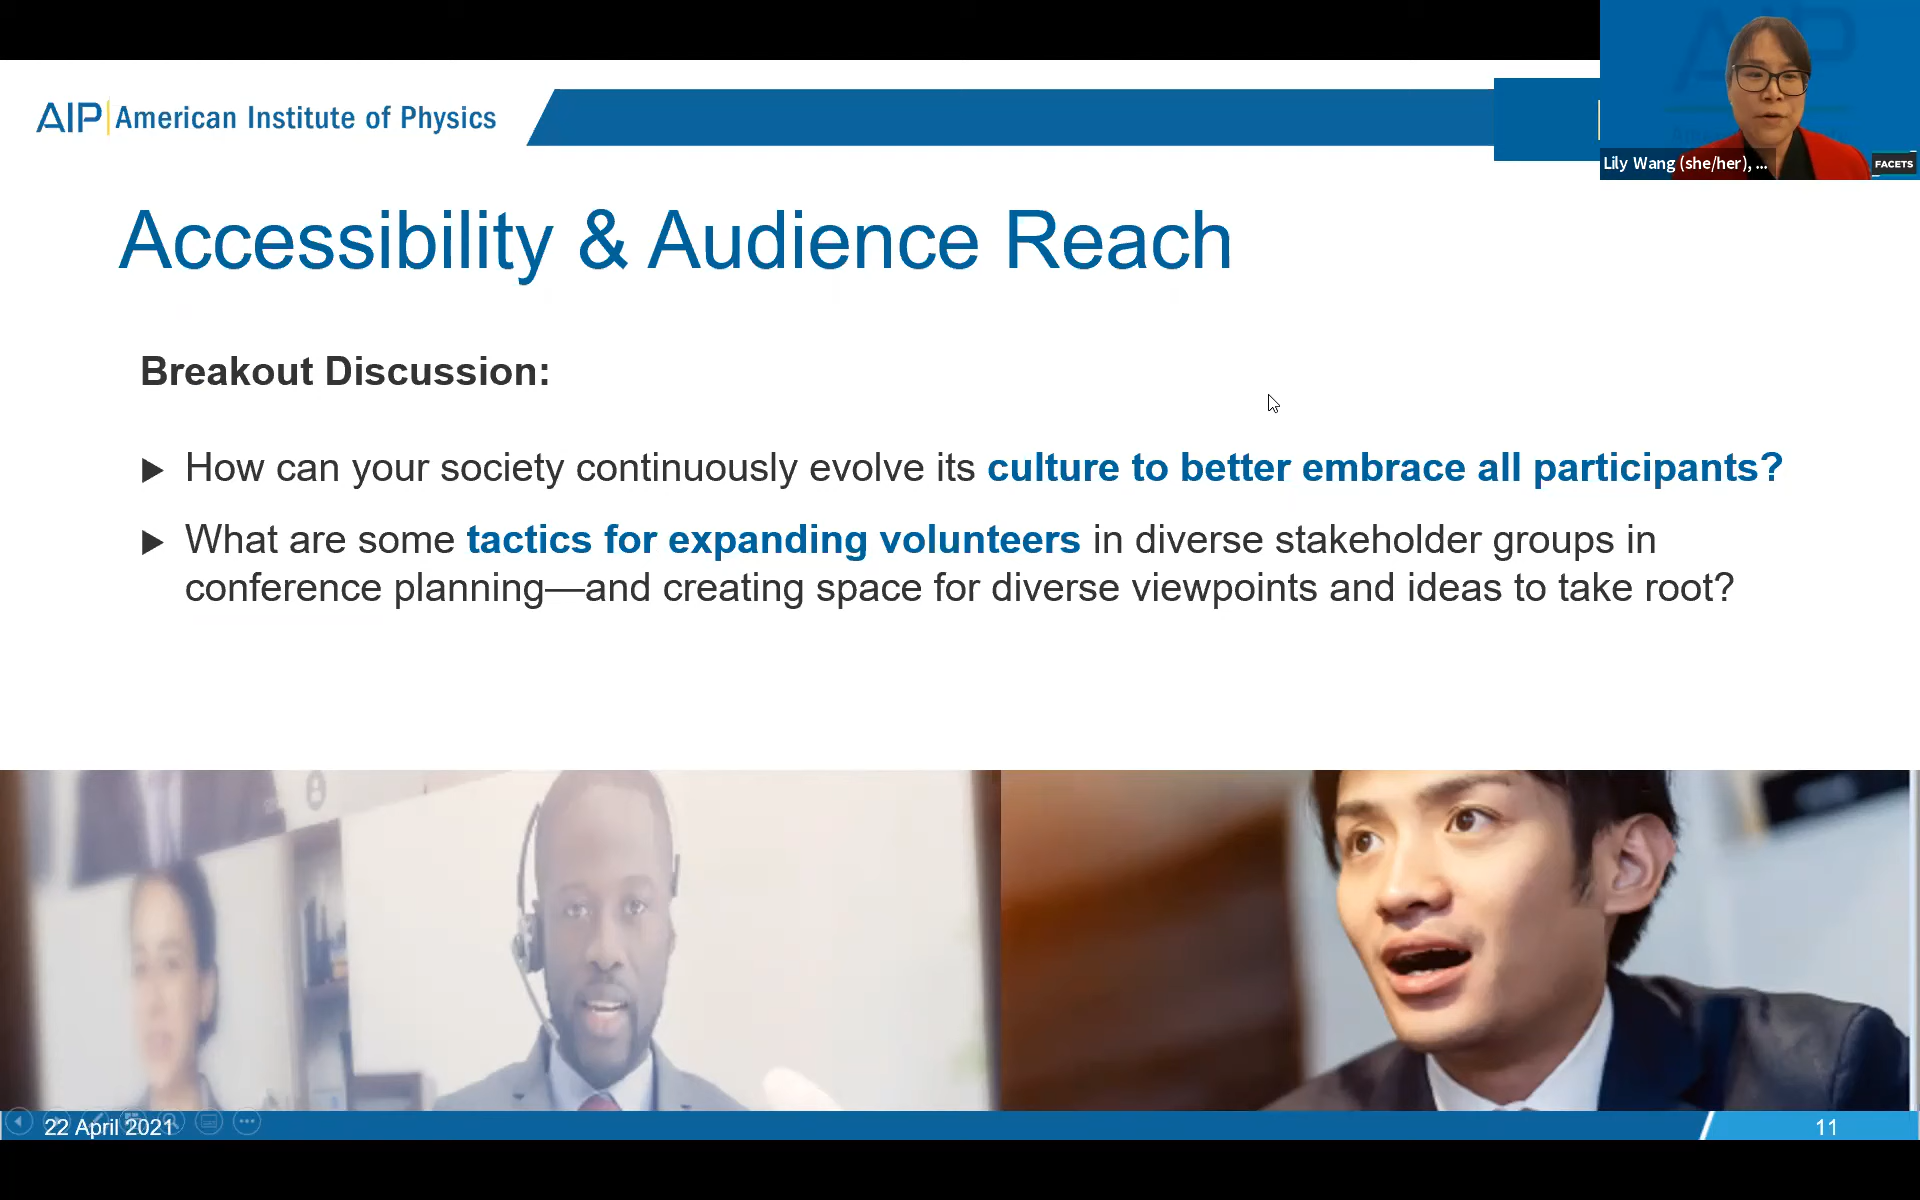 AIP American Institute of Physics
Lily Wang (she/her), ...
FACETS
Accessibility & Audience Reach
Breakout Discussion:
How can your society continuously evolve its culture to better embrace all participants?
What are some tactics for expanding volunteers in diverse stakeholder groups in
conference planning—and creating space for diverse viewpoints and ideas to take root?
22 April 2021
11